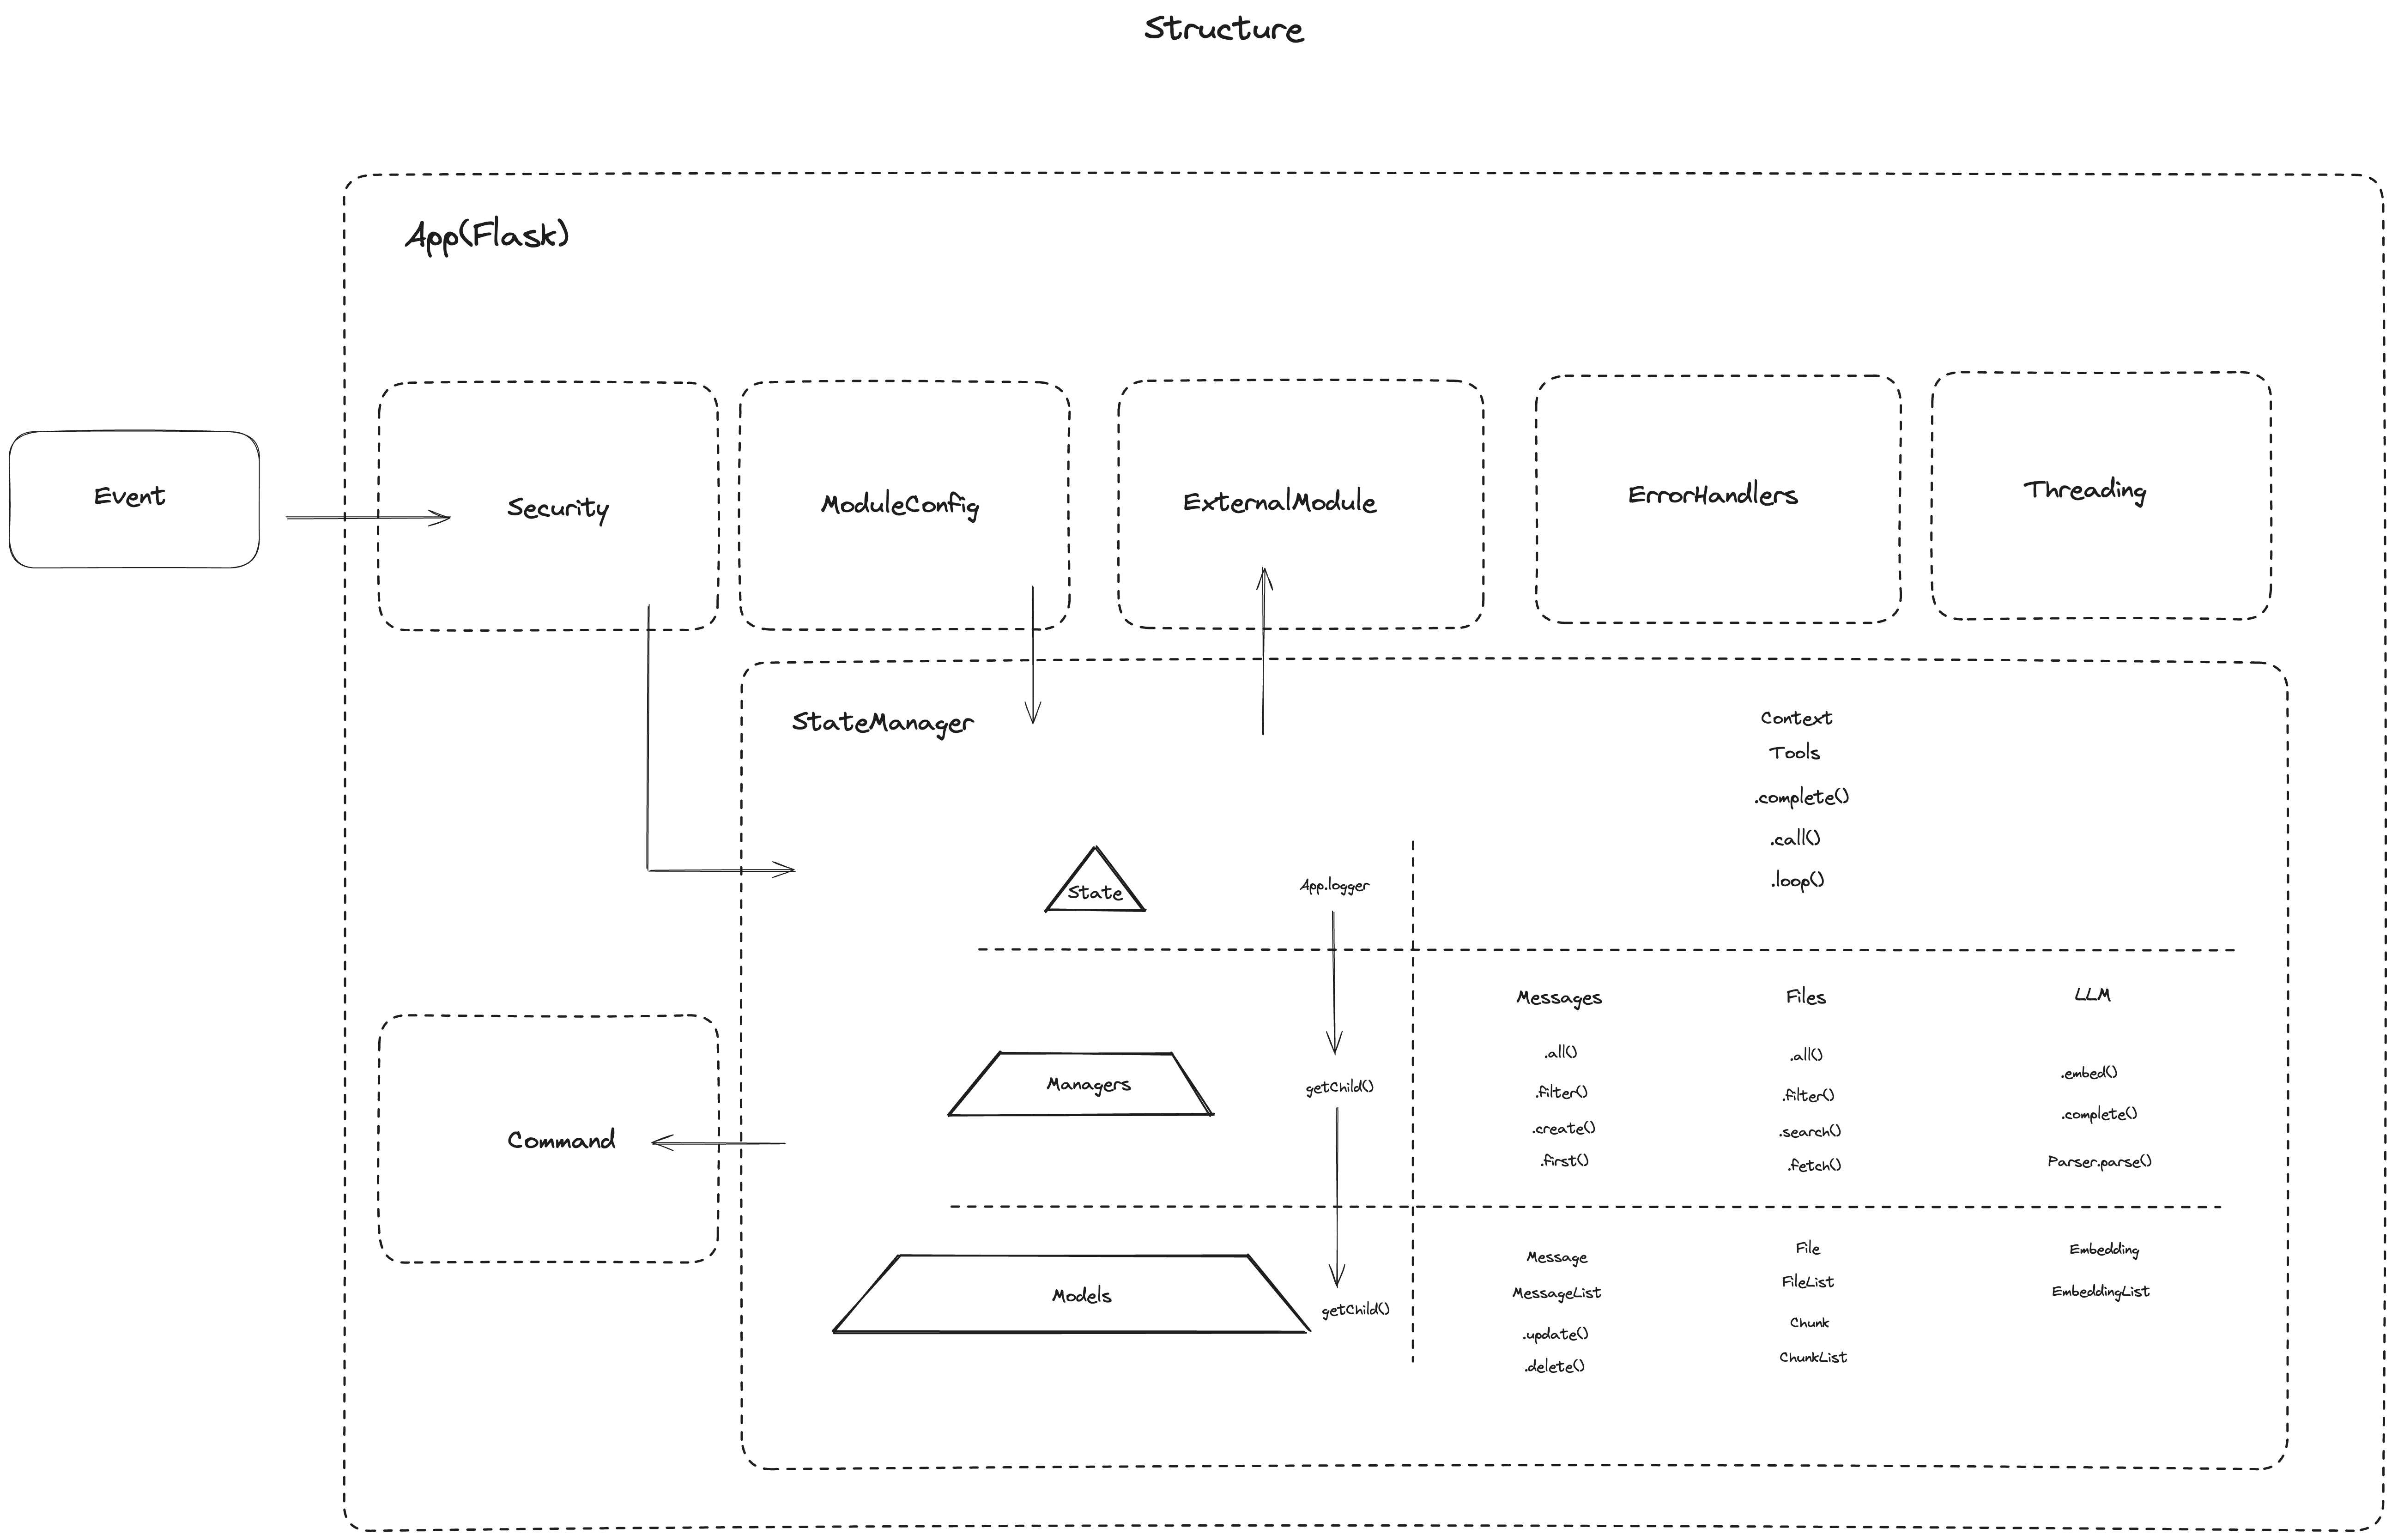 Structure
App(Flask)
Event
Security
ModuleConfig
ExternalModule
ErrorHandlers
Threading
StateManager
Context
Tools
.complete()
.call()
.loop()
State
App.logger
Managers
getChild()
Messages
.all()
.filter()
.create()
.first()
Files
.all()
.filter()
.search()
.fetch()
LLM
.embed()
.complete()
Parser.parse()
Command
Models
getChild()
Message
MessageList
.update()
.delete()
File
FileList
Chunk
ChunkList
Embedding
EmbeddingList